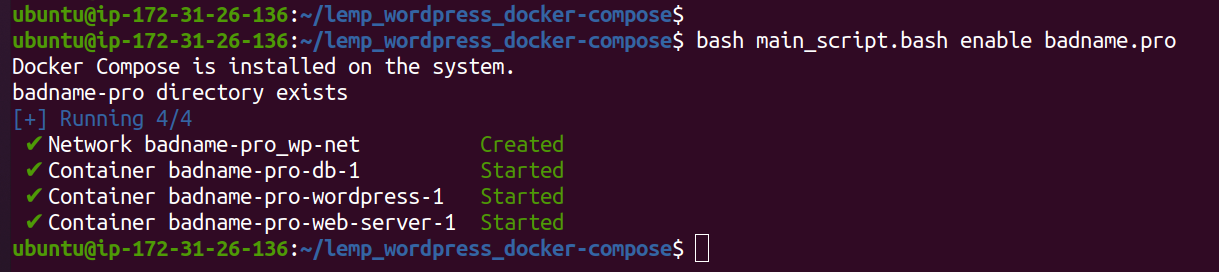 ubuntu@ip-172-31-26-136:~/lemp_wordpress_docker-compose$
ubuntu@ip-172-31-26-136:~/lemp_wordpress_docker-compose$ bash main_script.bash enable badname.pro
Docker Compose is installed on the system.
badname-pro directory exists
[+] Running 4/4
✔ Network badname-pro_wp-net Created
✔ Container badname-pro-db-1 Started
✔ Container badname-pro-wordpress-1 Started
✔ Container badname-pro-web-server-1 Started
ubuntu@ip-172-31-26-136:~/lemp_wordpress_docker-compose$